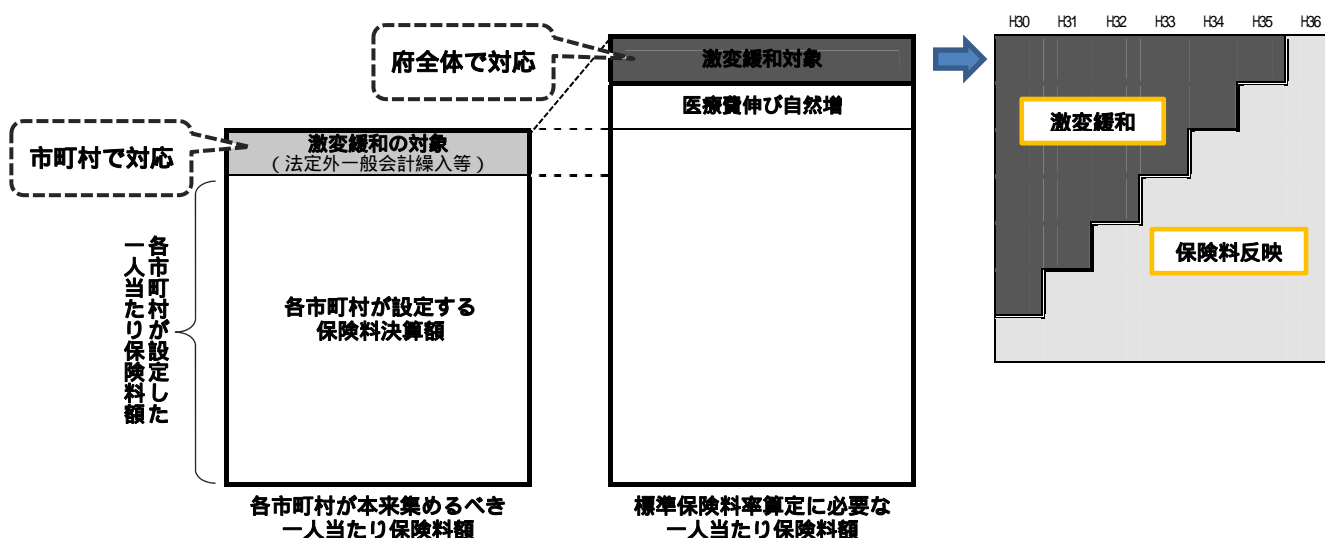 H30 H31 H32 H33 H34 H35 H36
府全体で対応
激変緩和対象
医療費伸び自然増
市町村で対応
激変緩和の対象
(法定外一般会計繰入等)
激変緩和
保険料反映
各市町村が設定した
一人当たり保険料額
各市町村が設定する
保険料決算額
各市町村が本来集めるべき
一人当たり保険料額
標準保険料率算定に必要な
一人当たり保険料額